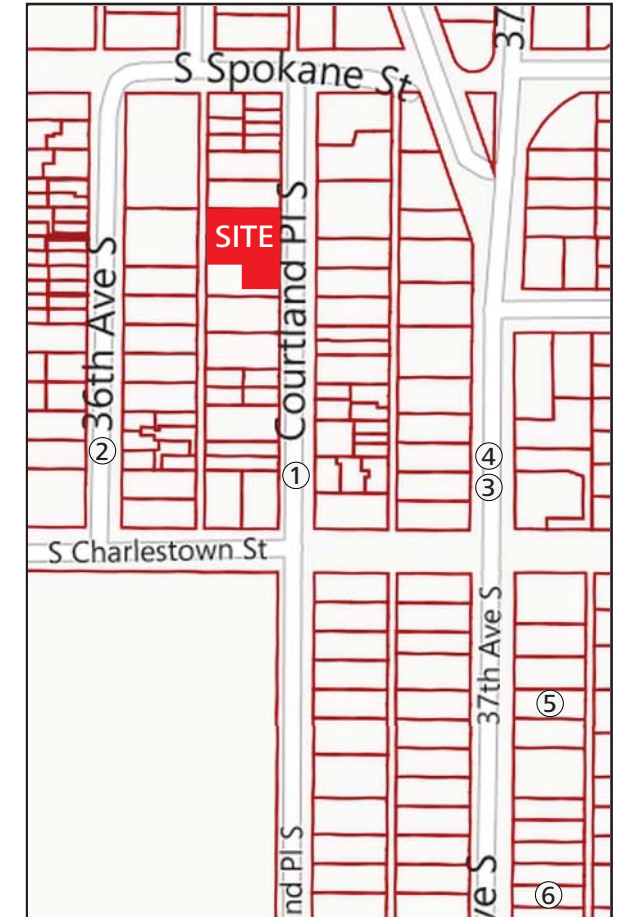 37
S Spokane St
SITE
Courtland Pl S
36th Ave S
②
④
①
③
S Charlestown St
37th Ave S
⑤
nd Pl S
ve S
⑥